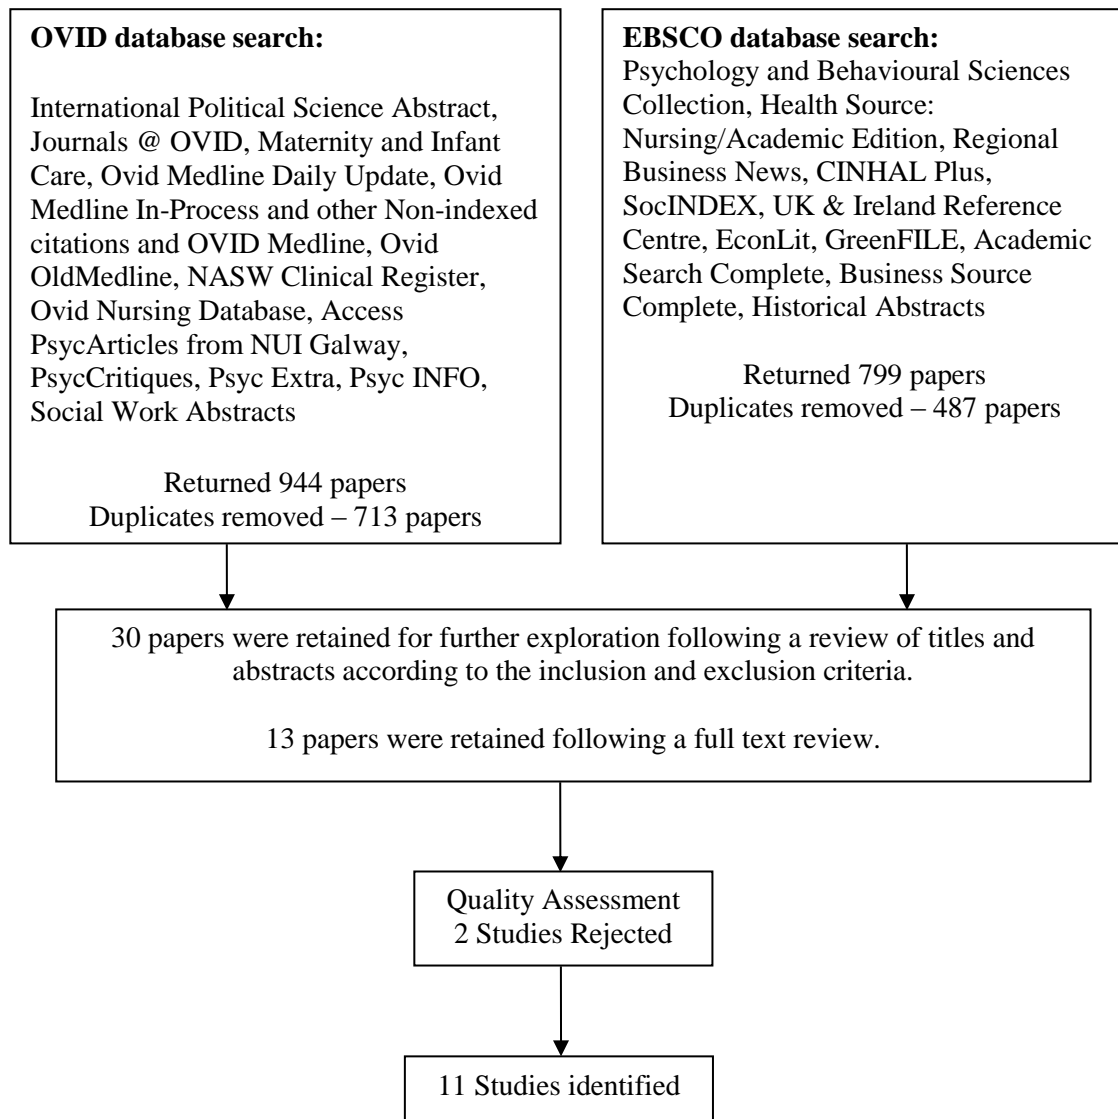 OVID database search:
International Political Science Abstract,
Journals @ OVID, Maternity and Infant
Care, Ovid Medline Daily Update, Ovid
Medline In-Process and other Non-indexed
citations and OVID Medline, Ovid
OldMedline, NASW Clinical Register,
Ovid Nursing Database, Access
PsycArticles from NUI Galway,
PsycCritiques, Psyc Extra, Psyc INFO,
Social Work Abstracts
Returned 944 papers
Duplicates removed – 713 papers
EBSCO database search:
Psychology and Behavioural Sciences
Collection, Health Source:
Nursing/Academic Edition, Regional
Business News, CINHAL Plus,
SocINDEX, UK & Ireland Reference
Centre, EconLit, GreenFILE, Academic
Search Complete, Business Source
Complete, Historical Abstracts
Returned 799 papers
Duplicates removed – 487 papers
30 papers were retained for further exploration following a review of titles and
abstracts according to the inclusion and exclusion criteria.
13 papers were retained following a full text review.
Quality Assessment
2 Studies Rejected
11 Studies identified